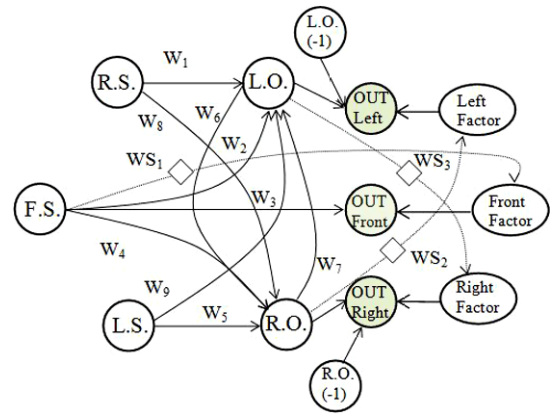 L.O.
(-1)
W1
R.S.
L.O.
OUT
Left
Left
Factor
W8
W6
W2
WS1
WS3
F.S.
W3
OUT
Front
Front
Factor
W4
W7
WS2
W9
W5
L.S.
R.O.
OUT
Right
Right
Factor
R.O.
(-1)